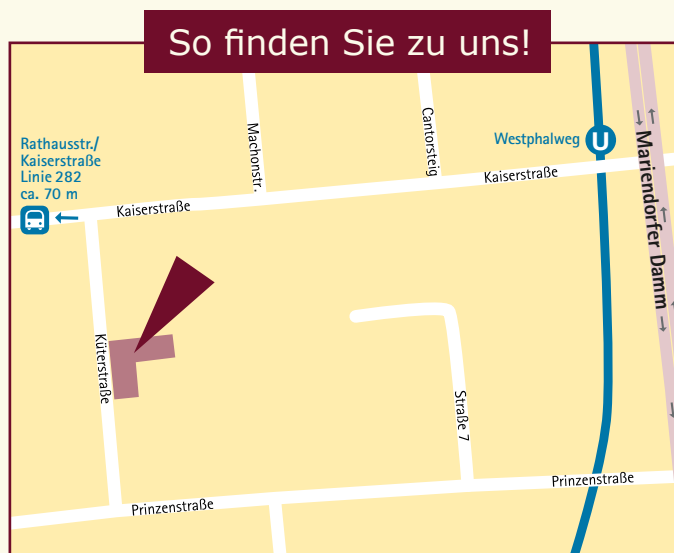 So finden Sie zu uns!
Rathausstr./
Kaiserstraße
Linie 282
ca. 70 m
Machonstr.
Cantorsteig
Westphalweg
U
Mariendorfer Damm
Kaiserstraße
Kaiserstraße
Küterstraße
Straße 7
Prinzenstraße
Prinzenstraße